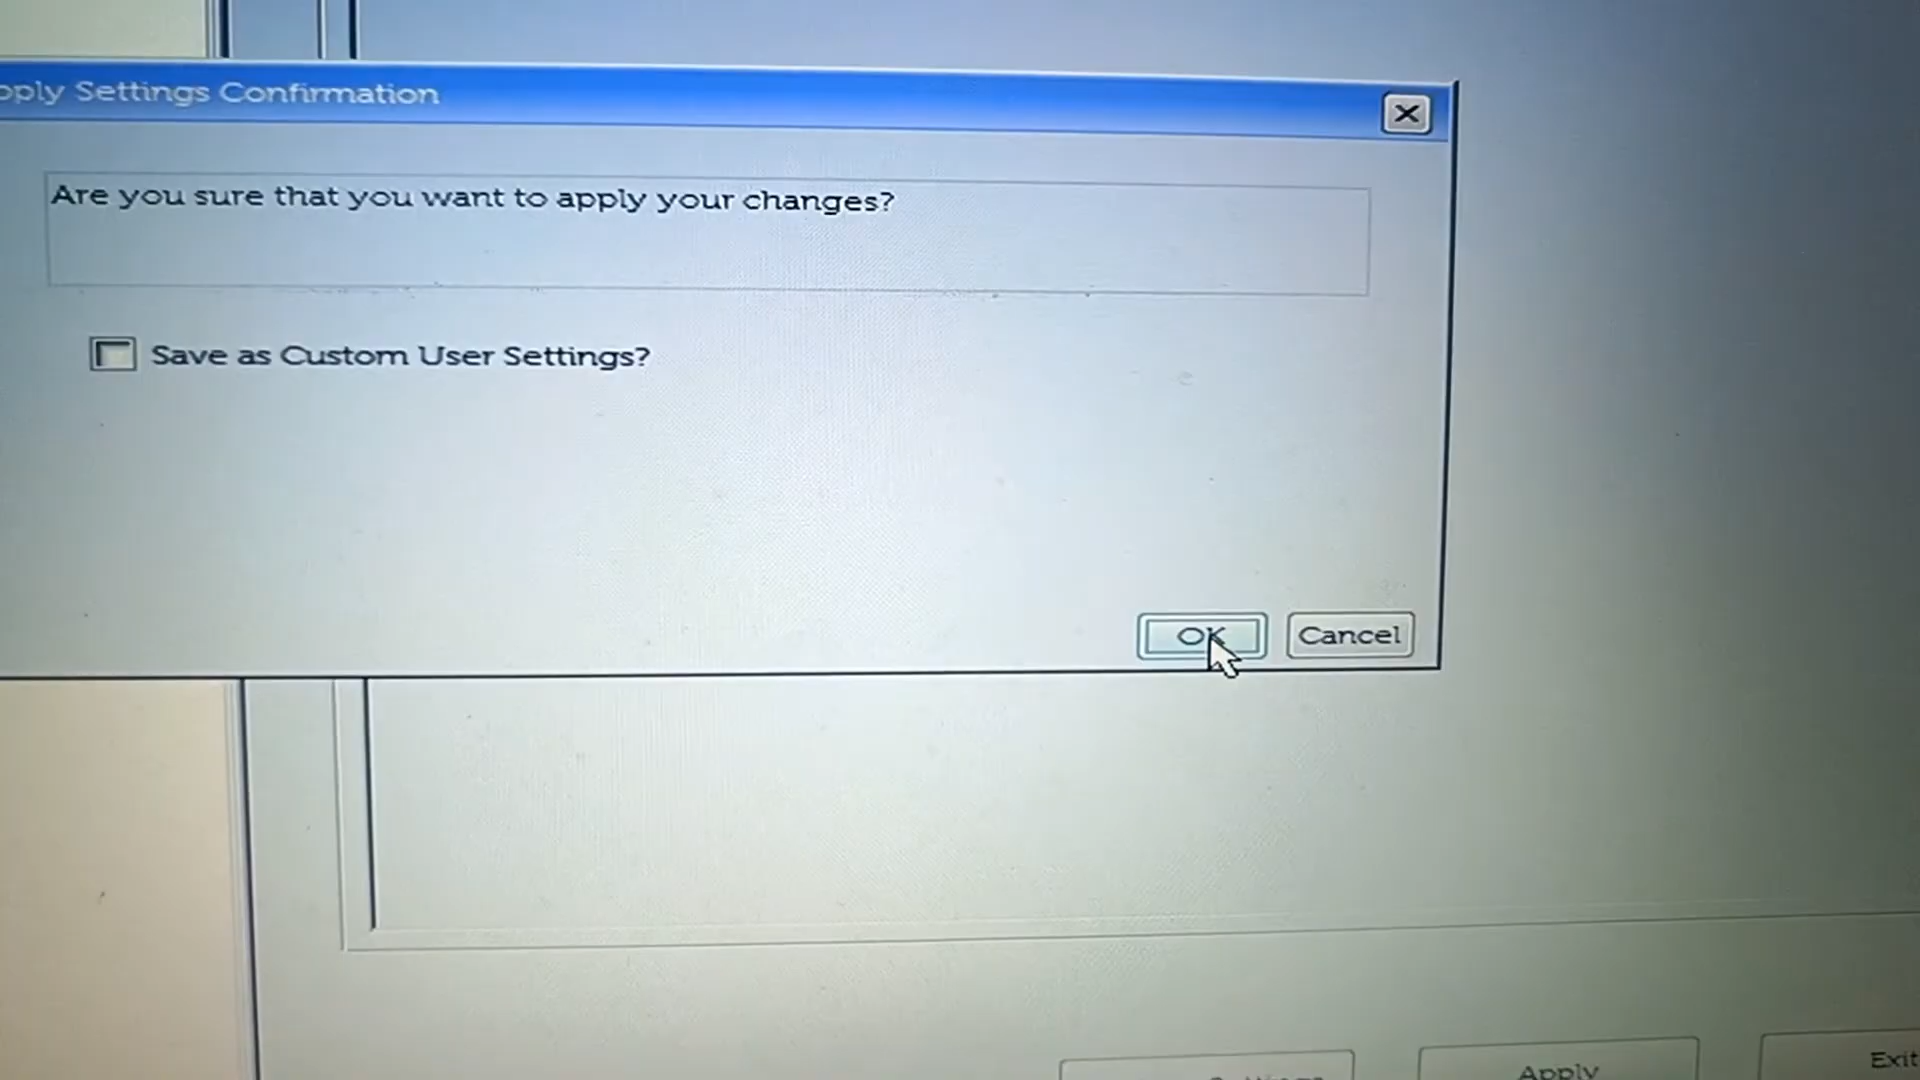 pply Settings Confirmation
Are you sure that you want to apply your changes?
Save as Custom User Settings?
OK
Cancel
Apply
Exit